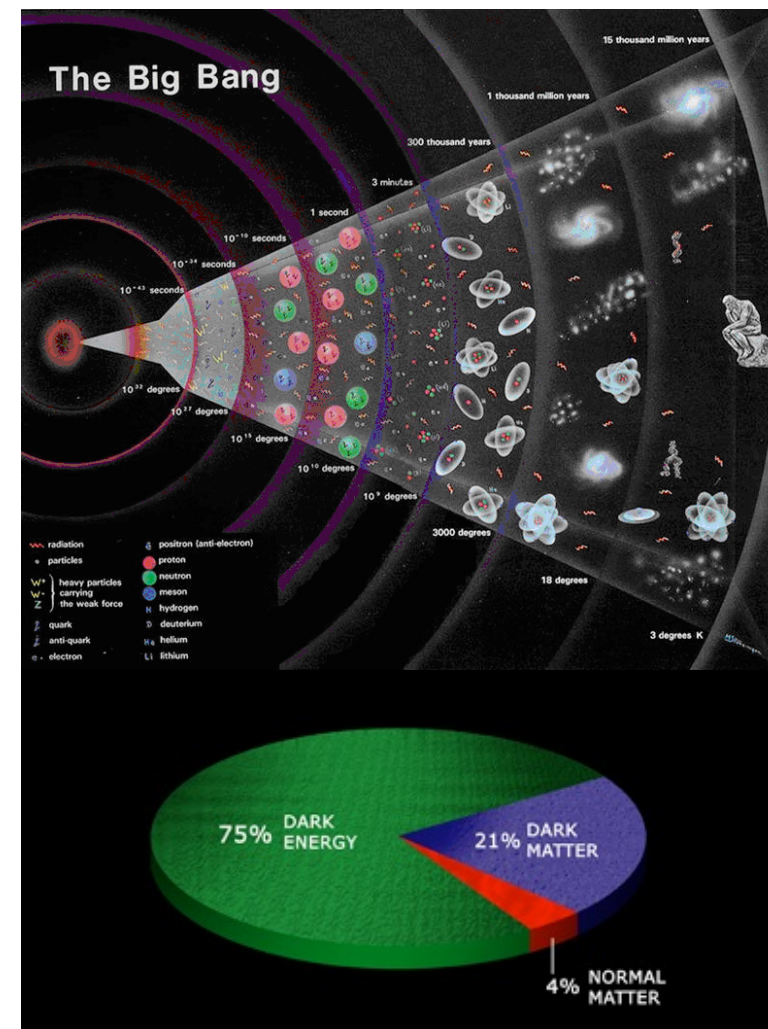 The Big Bang
15 thousand million years
1 thousand million years
300 thousand years
3 minutes
1 second
10⁻¹⁰ seconds
10⁻³⁴ seconds
10⁻⁴³ seconds
10³² degrees
10²⁷ degrees
10¹⁵ degrees
10¹⁰ degrees
10⁹ degrees
3000 degrees
18 degrees
3 degrees K
radiation
particles
W+
W-
Z
heavy particles
carrying
the weak force
quark
anti-quark
e- electron
positron (anti-electron)
proton
neutron
meson
H hydrogen
D deuterium
He helium
Li lithium
75% DARK
ENERGY
21% DARK
MATTER
4% NORMAL
MATTER